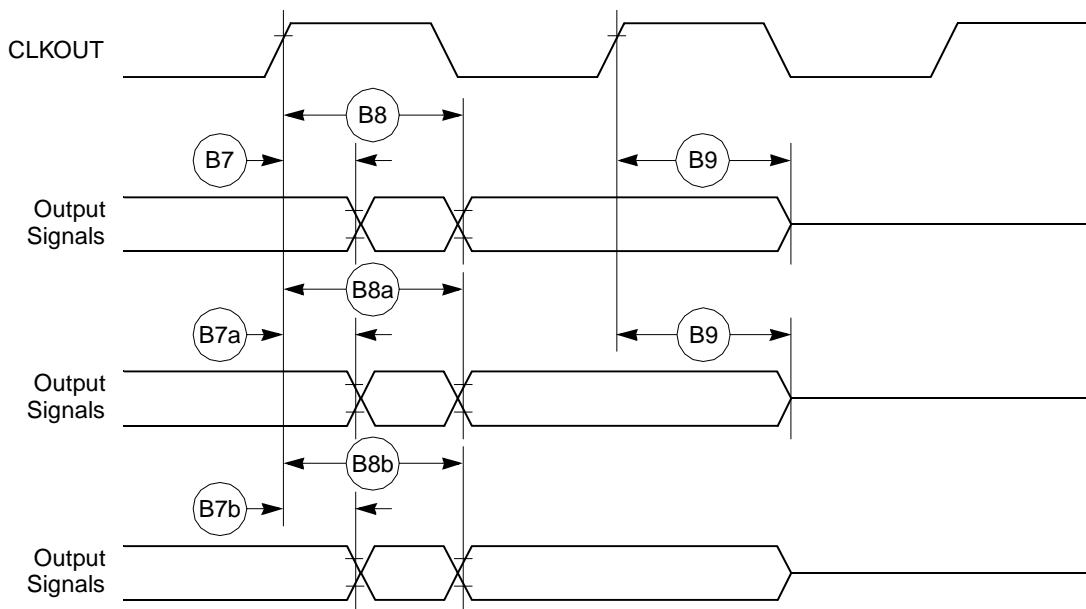 CLKOUT
B8
B7
B9
Output
Signals
B8a
B7a
B9
Output
Signals
B8b
B7b
Output
Signals